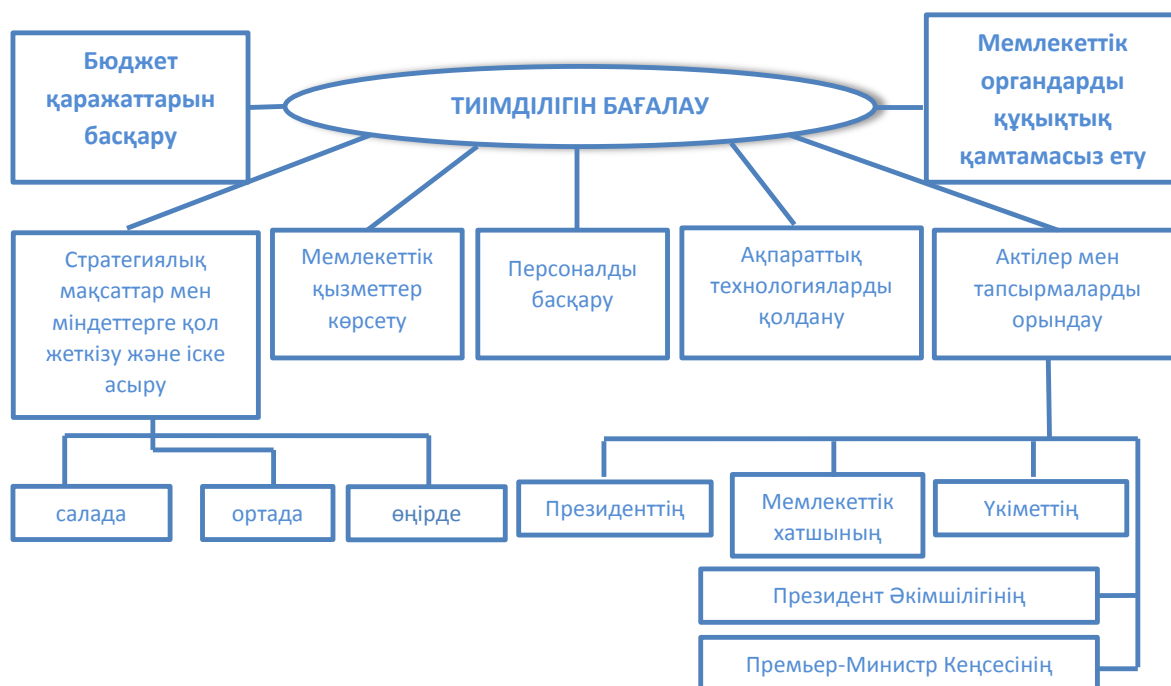 Бюджет
қаражаттарын
басқару
ТИІМДІЛІГІН БАҒАЛАУ
Мемлекеттік
органдарды
құқықтық
қамтамасыз ету
Стратегиялық
мақсаттар мен
міндеттерге қол
жеткізу және іске
асыру
Мемлекеттік
қызметтер
көрсету
Персоналды
басқару
Ақпараттық
технологияларды
қолдану
Актілер мен
тапсырмаларды
орындау
салада
ортада
өңірде
Президенттің
Мемлекеттік
хатшының
Үкіметтің
Президент Әкімшілігінің
Премьер-Министр Кеңсесінің